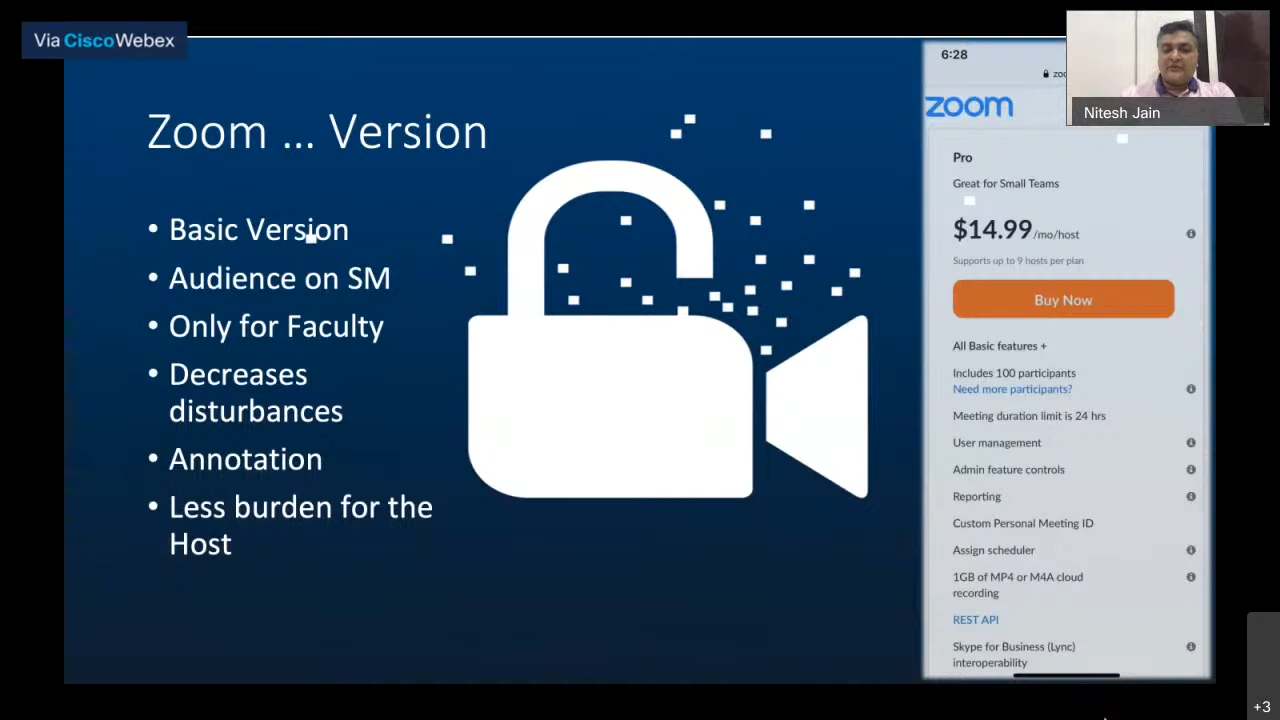 Via CiscoWebex
Zoom ... Version
• Basic Version
• Audience on SM
• Only for Faculty
• Decreases
disturbances
• Annotation
• Less burden for the
Host
6:28
zoo
zoom
Pro
Great for Small Teams
$14.99/mo/host
Supports up to 9 hosts per plan
Buy Now
All Basic features +
Includes 100 participants
Need more participants?
Meeting duration limit is 24 hrs
User management
Admin feature controls
Reporting
Custom Personal Meeting ID
Assign scheduler
1GB of MP4 or M4A cloud
recording
REST API
Skype for Business (Lync)
interoperability
Nitesh Jain
+3